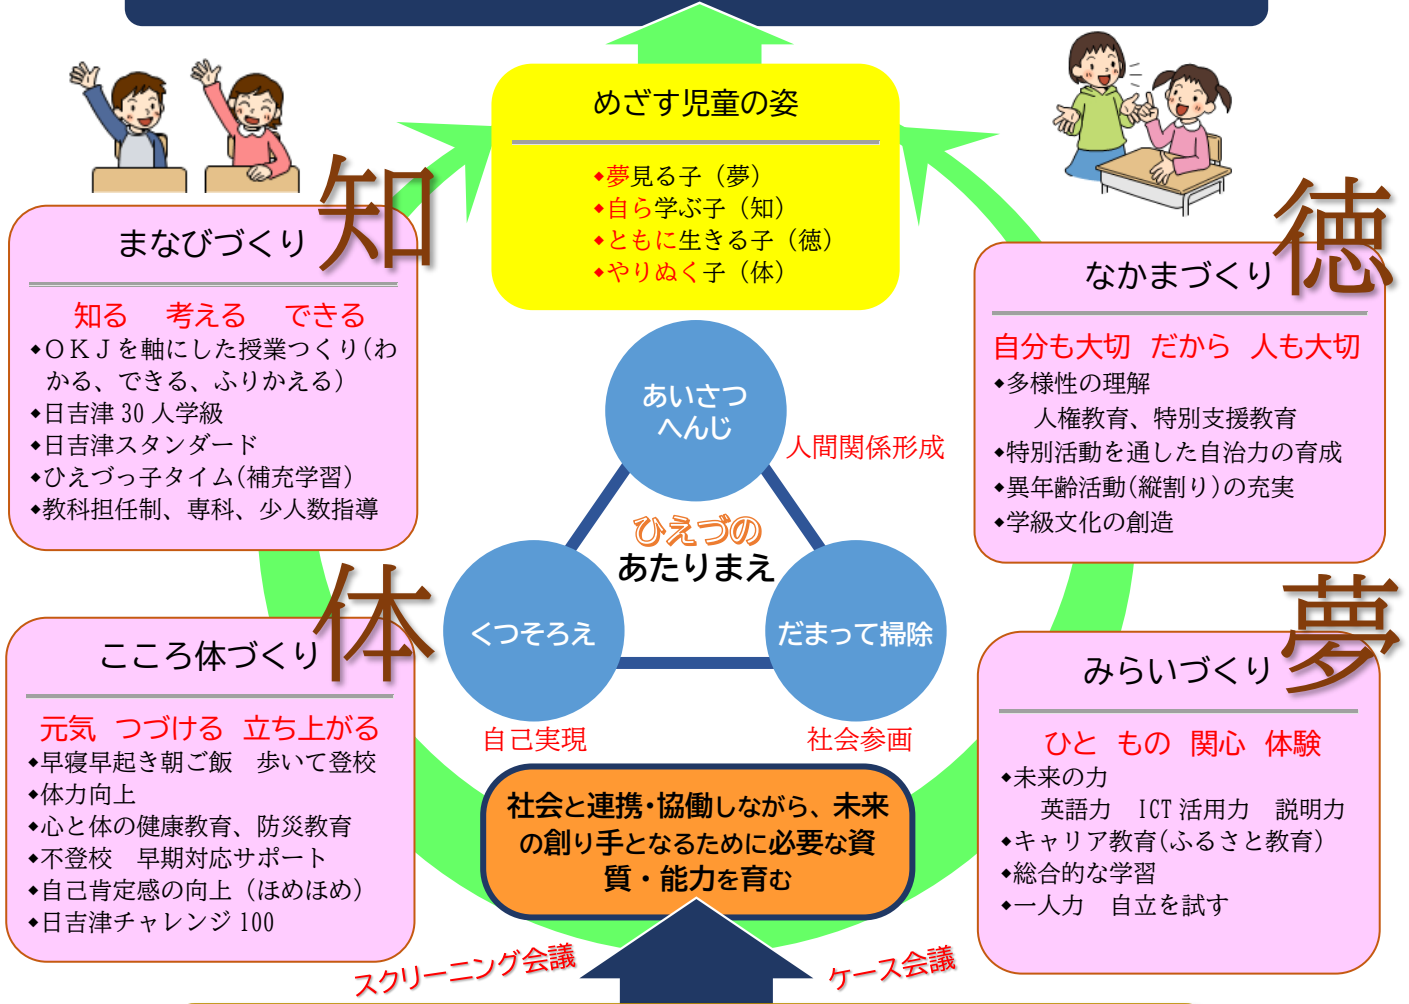 めざす児童の姿
◆夢見る子（夢）
◆自ら学ぶ子（知）
◆ともに生きる子（徳）
◆やりぬく子（体）
知
まなびづくり
知る　考える　できる
◆ＯＫＪを軸にした授業つくり(わ
かる、できる、ふりかえる）
◆日吉津 30 人学級
◆日吉津スタンダード
◆ひえづっ子タイム(補充学習）
◆教科担任制、専科、少人数指導
徳
なかまづくり
自分も大切　だから　人も大切
◆多様性の理解
人権教育、特別支援教育
◆特別活動を通した自治力の育成
◆異年齢活動(縦割り)の充実
◆学級文化の創造
あいさつ
へんじ
人間関係形成
ひえづの
あたりまえ
くつそろえ
自己実現
だまって掃除
社会参画
体
こころ体づくり
元気　つづける　立ち上がる
◆早寝早起き朝ご飯　歩いて登校
◆体力向上
◆心と体の健康教育、防災教育
◆不登校　早期対応サポート
◆自己肯定感の向上（ほめほめ）
◆日吉津チャレンジ 100
夢
みらいづくり
ひと　もの　関心　体験
◆未来の力
英語力　ICT 活用力　説明力
◆キャリア教育(ふるさと教育）
◆総合的な学習
◆一人力　自立を試す
社会と連携・協働しながら、未来
の創り手となるために必要な資
質・能力を育む
スクリーニング会議
ケース会議